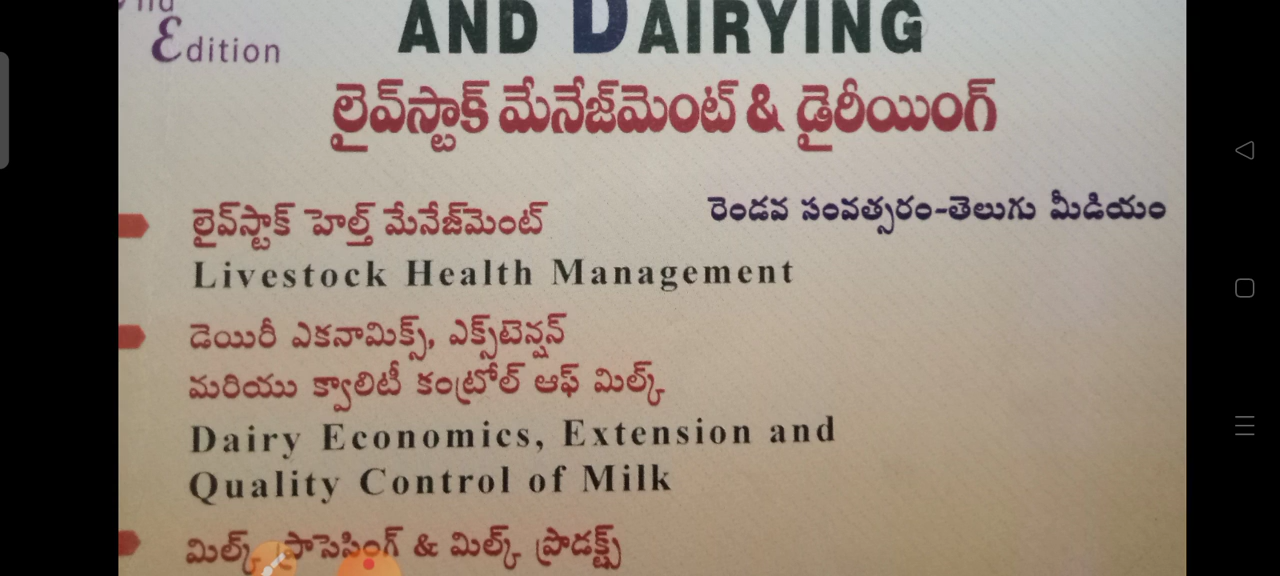 Edition
AND DAIRYING
లైవ్‌స్టాక్ మేనేజ్‌మెంట్ & డైరీయింగ్
రెండవ సంవత్సరం-తెలుగు మీడియం
లైవ్‌స్టాక్ హెల్త్ మేనేజ్‌మెంట్
Livestock Health Management
డెయిరీ ఎకనామిక్స్, ఎక్స్‌టెన్షన్
మరియు క్వాలిటీ కంట్రోల్ ఆఫ్ మిల్క్
Dairy Economics, Extension and
Quality Control of Milk
మిల్క్ ప్రాసెసింగ్ & మిల్క్ ప్రొడక్ట్స్